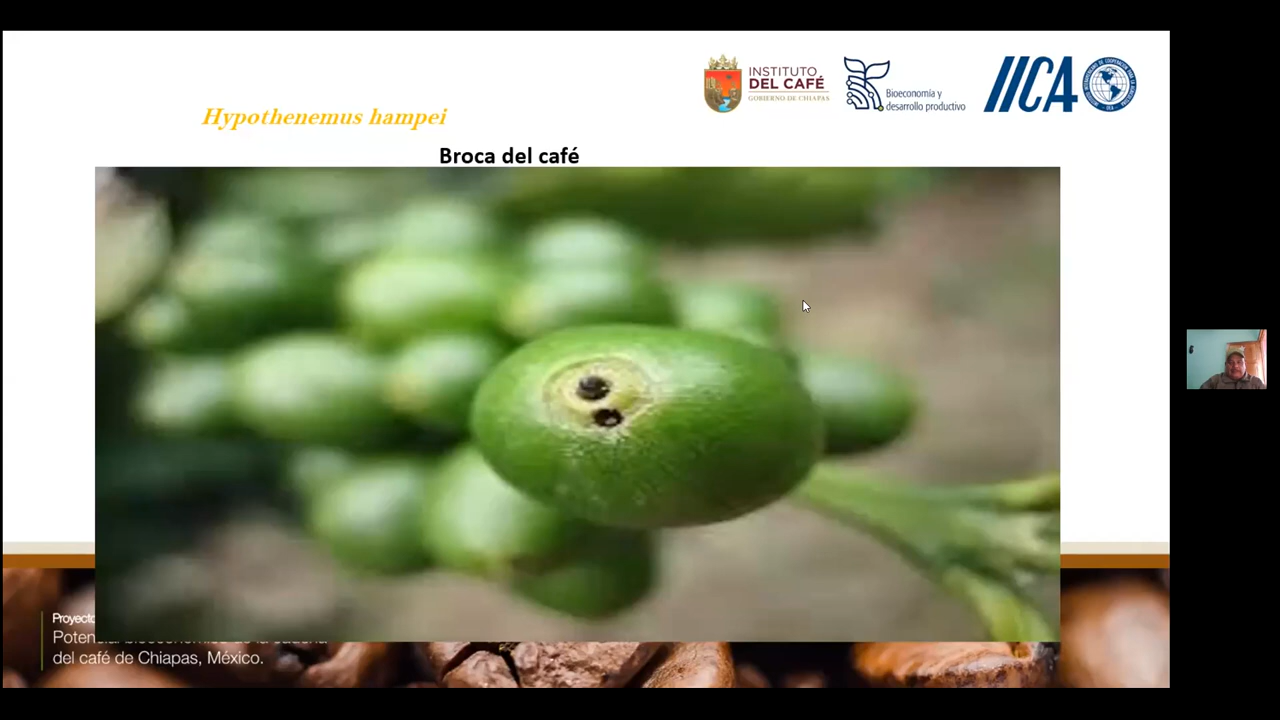 INSTITUTO
DEL CAFÉ
GOBIERNO DE CHIAPAS
Bioeconomía y
desarrollo productivo
IICA
Hypothenemus hampei
Broca del café
Proyecto
del café de Chiapas, México.